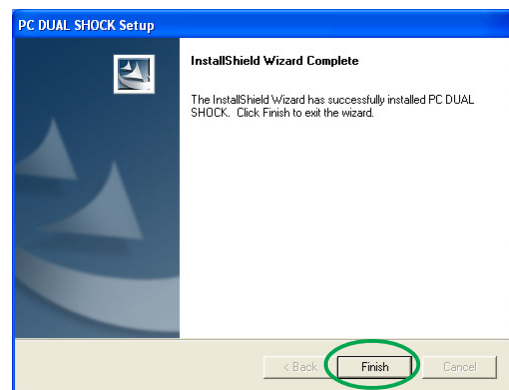 PC DUAL SHOCK Setup
InstallShield Wizard Complete
The InstallShield Wizard has successfully installed PC DUAL
SHOCK. Click Finish to exit the wizard.
< Back Finish Cancel